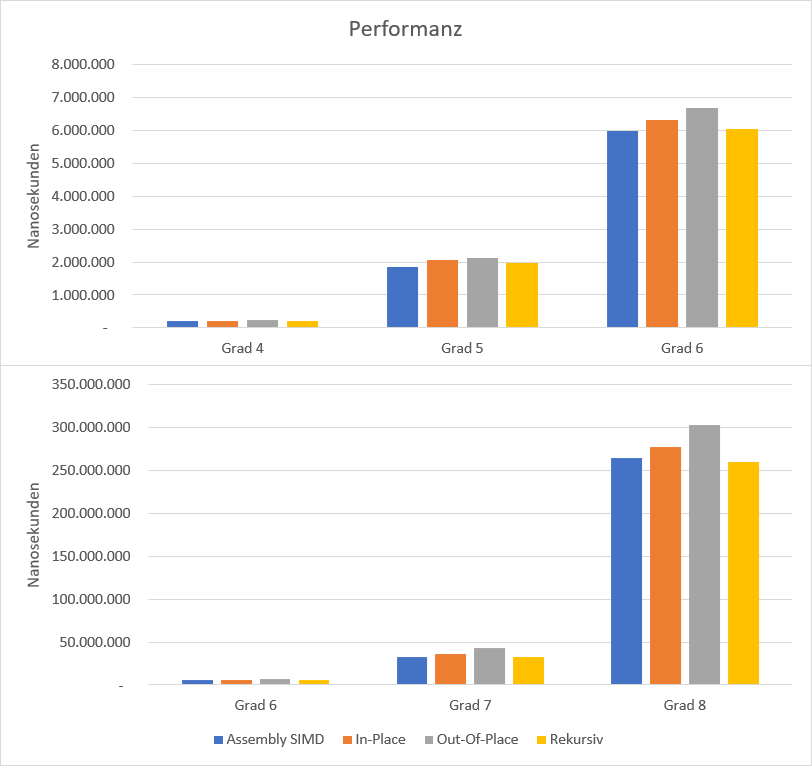 Performanz
8.000.000
7.000.000
6.000.000
5.000.000
4.000.000
3.000.000
2.000.000
1.000.000
-
Nanosekunden
Grad 4 Grad 5 Grad 6
350.000.000
300.000.000
250.000.000
200.000.000
150.000.000
100.000.000
50.000.000
-
Nanosekunden
Grad 6 Grad 7 Grad 8
Assembly SIMD In-Place Out-Of-Place Rekursiv